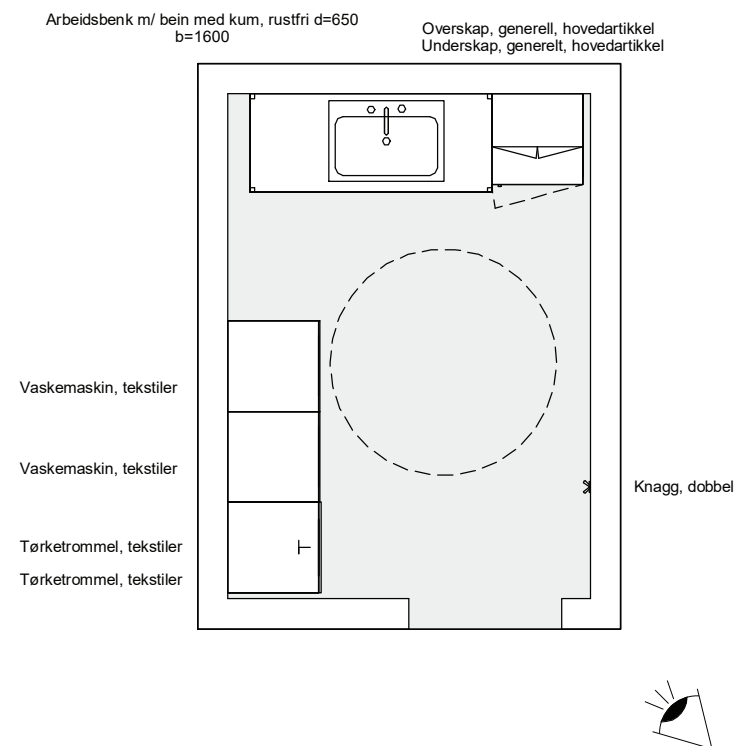 Arbeidsbenk m/ bein med kum, rustfri d=650
b=1600
Overskap, generell, hovedartikkel
Underskap, generelt, hovedartikkel
Vaskemaskin, tekstiler
Vaskemaskin, tekstiler
Knagg, dobbel
Tørketrommel, tekstiler
Tørketrommel, tekstiler